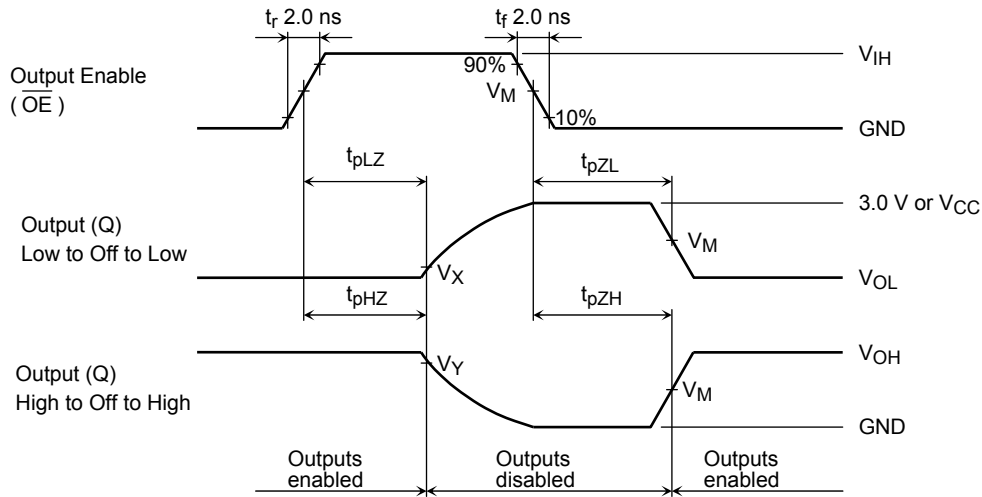 tr 2.0 ns
tf 2.0 ns
Output Enable
( OE )
90%
VM
10%
VIH
GND
tpLZ
tpZL
Output (Q)
Low to Off to Low
3.0 V or VCC
VM
VX
VOL
tpHZ
tpZH
Output (Q)
High to Off to High
VY
VOH
VM
GND
Outputs
enabled
Outputs
disabled
Outputs
enabled